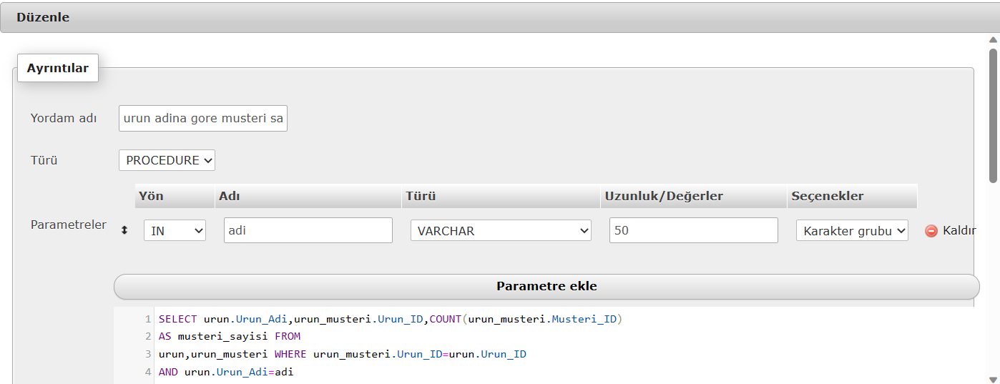 Düzenle
Ayrıntılar
Yordam adı urun adina gore musteri sa
Türü PROCEDURE
Yön Adı Türü Uzunluk/Değerler Seçenekler
Parametreler IN adi VARCHAR 50 Karakter grubu Kaldır
Parametre ekle
1 SELECT urun.Urun_Adi,urun_musteri.Urun_ID,COUNT(urun_musteri.Musteri_ID)
2 AS musteri_sayisi FROM
3 urun,urun_musteri WHERE urun_musteri.Urun_ID=urun.Urun_ID
4 AND urun.Urun_Adi=adi